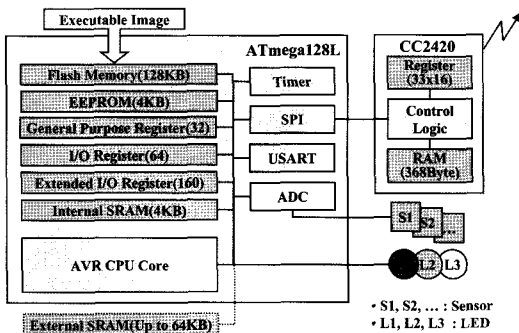 Executable Image
ATmega128L
Flash Memory(128KB)
EEPROM(4KB)
General Purpose Register(32)
I/O Register(64)
Extended I/O Register(160)
Internal SRAM(4KB)
AVR CPU Core
External SRAM(Up to 64KB)
Timer
SPI
USART
ADC
CC2420
Register
(33x16)
Control
Logic
RAM
(368Byte)
S1
S2
...
L2
L3
• S1, S2, ... : Sensor
• L1, L2, L3 : LED